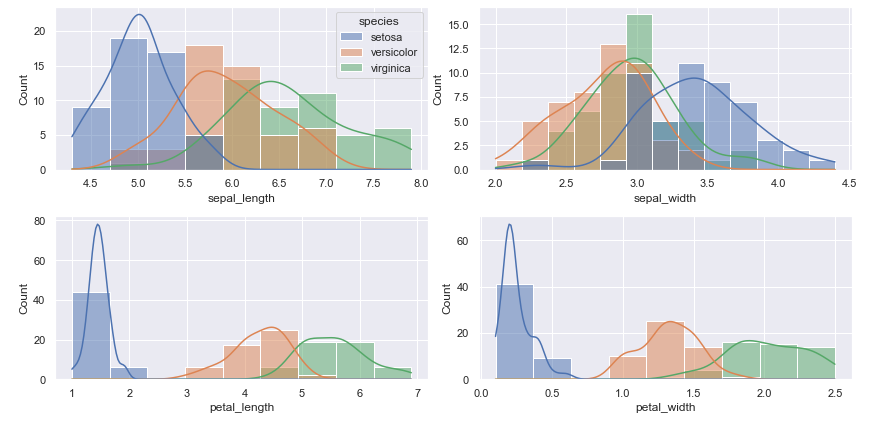 species
setosa
versicolor
virginica
Count
20
15
10
5
0
4.5 5.0 5.5 6.0 6.5 7.0 7.5 8.0
sepal_length
Count
15.0
12.5
10.0
7.5
5.0
2.5
0.0
2.0 2.5 3.0 3.5 4.0 4.5
sepal_width
Count
80
60
40
20
0
1 2 3 4 5 6 7
petal_length
Count
60
40
20
0
0.0 0.5 1.0 1.5 2.0 2.5
petal_width